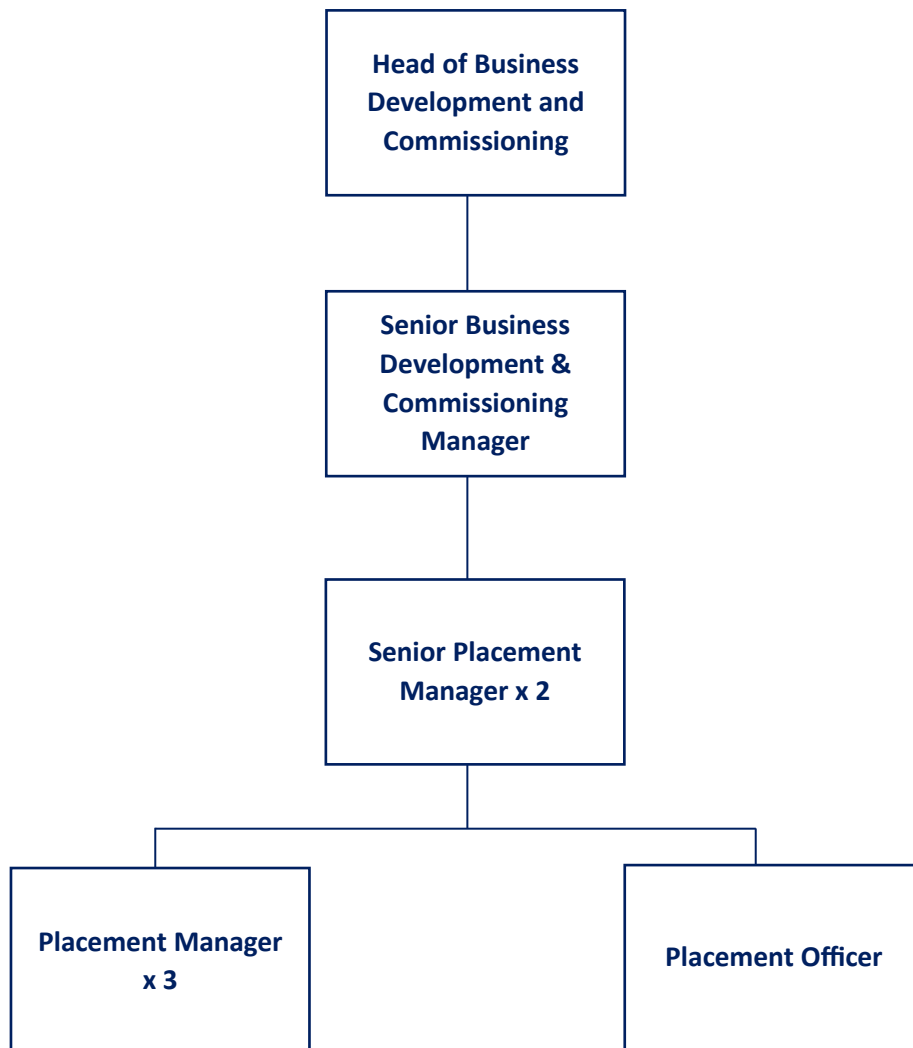 Head of Business
Development and
Commissioning
Senior Business
Development &
Commissioning
Manager
Senior Placement
Manager x 2
Placement Manager
x 3
Placement Officer